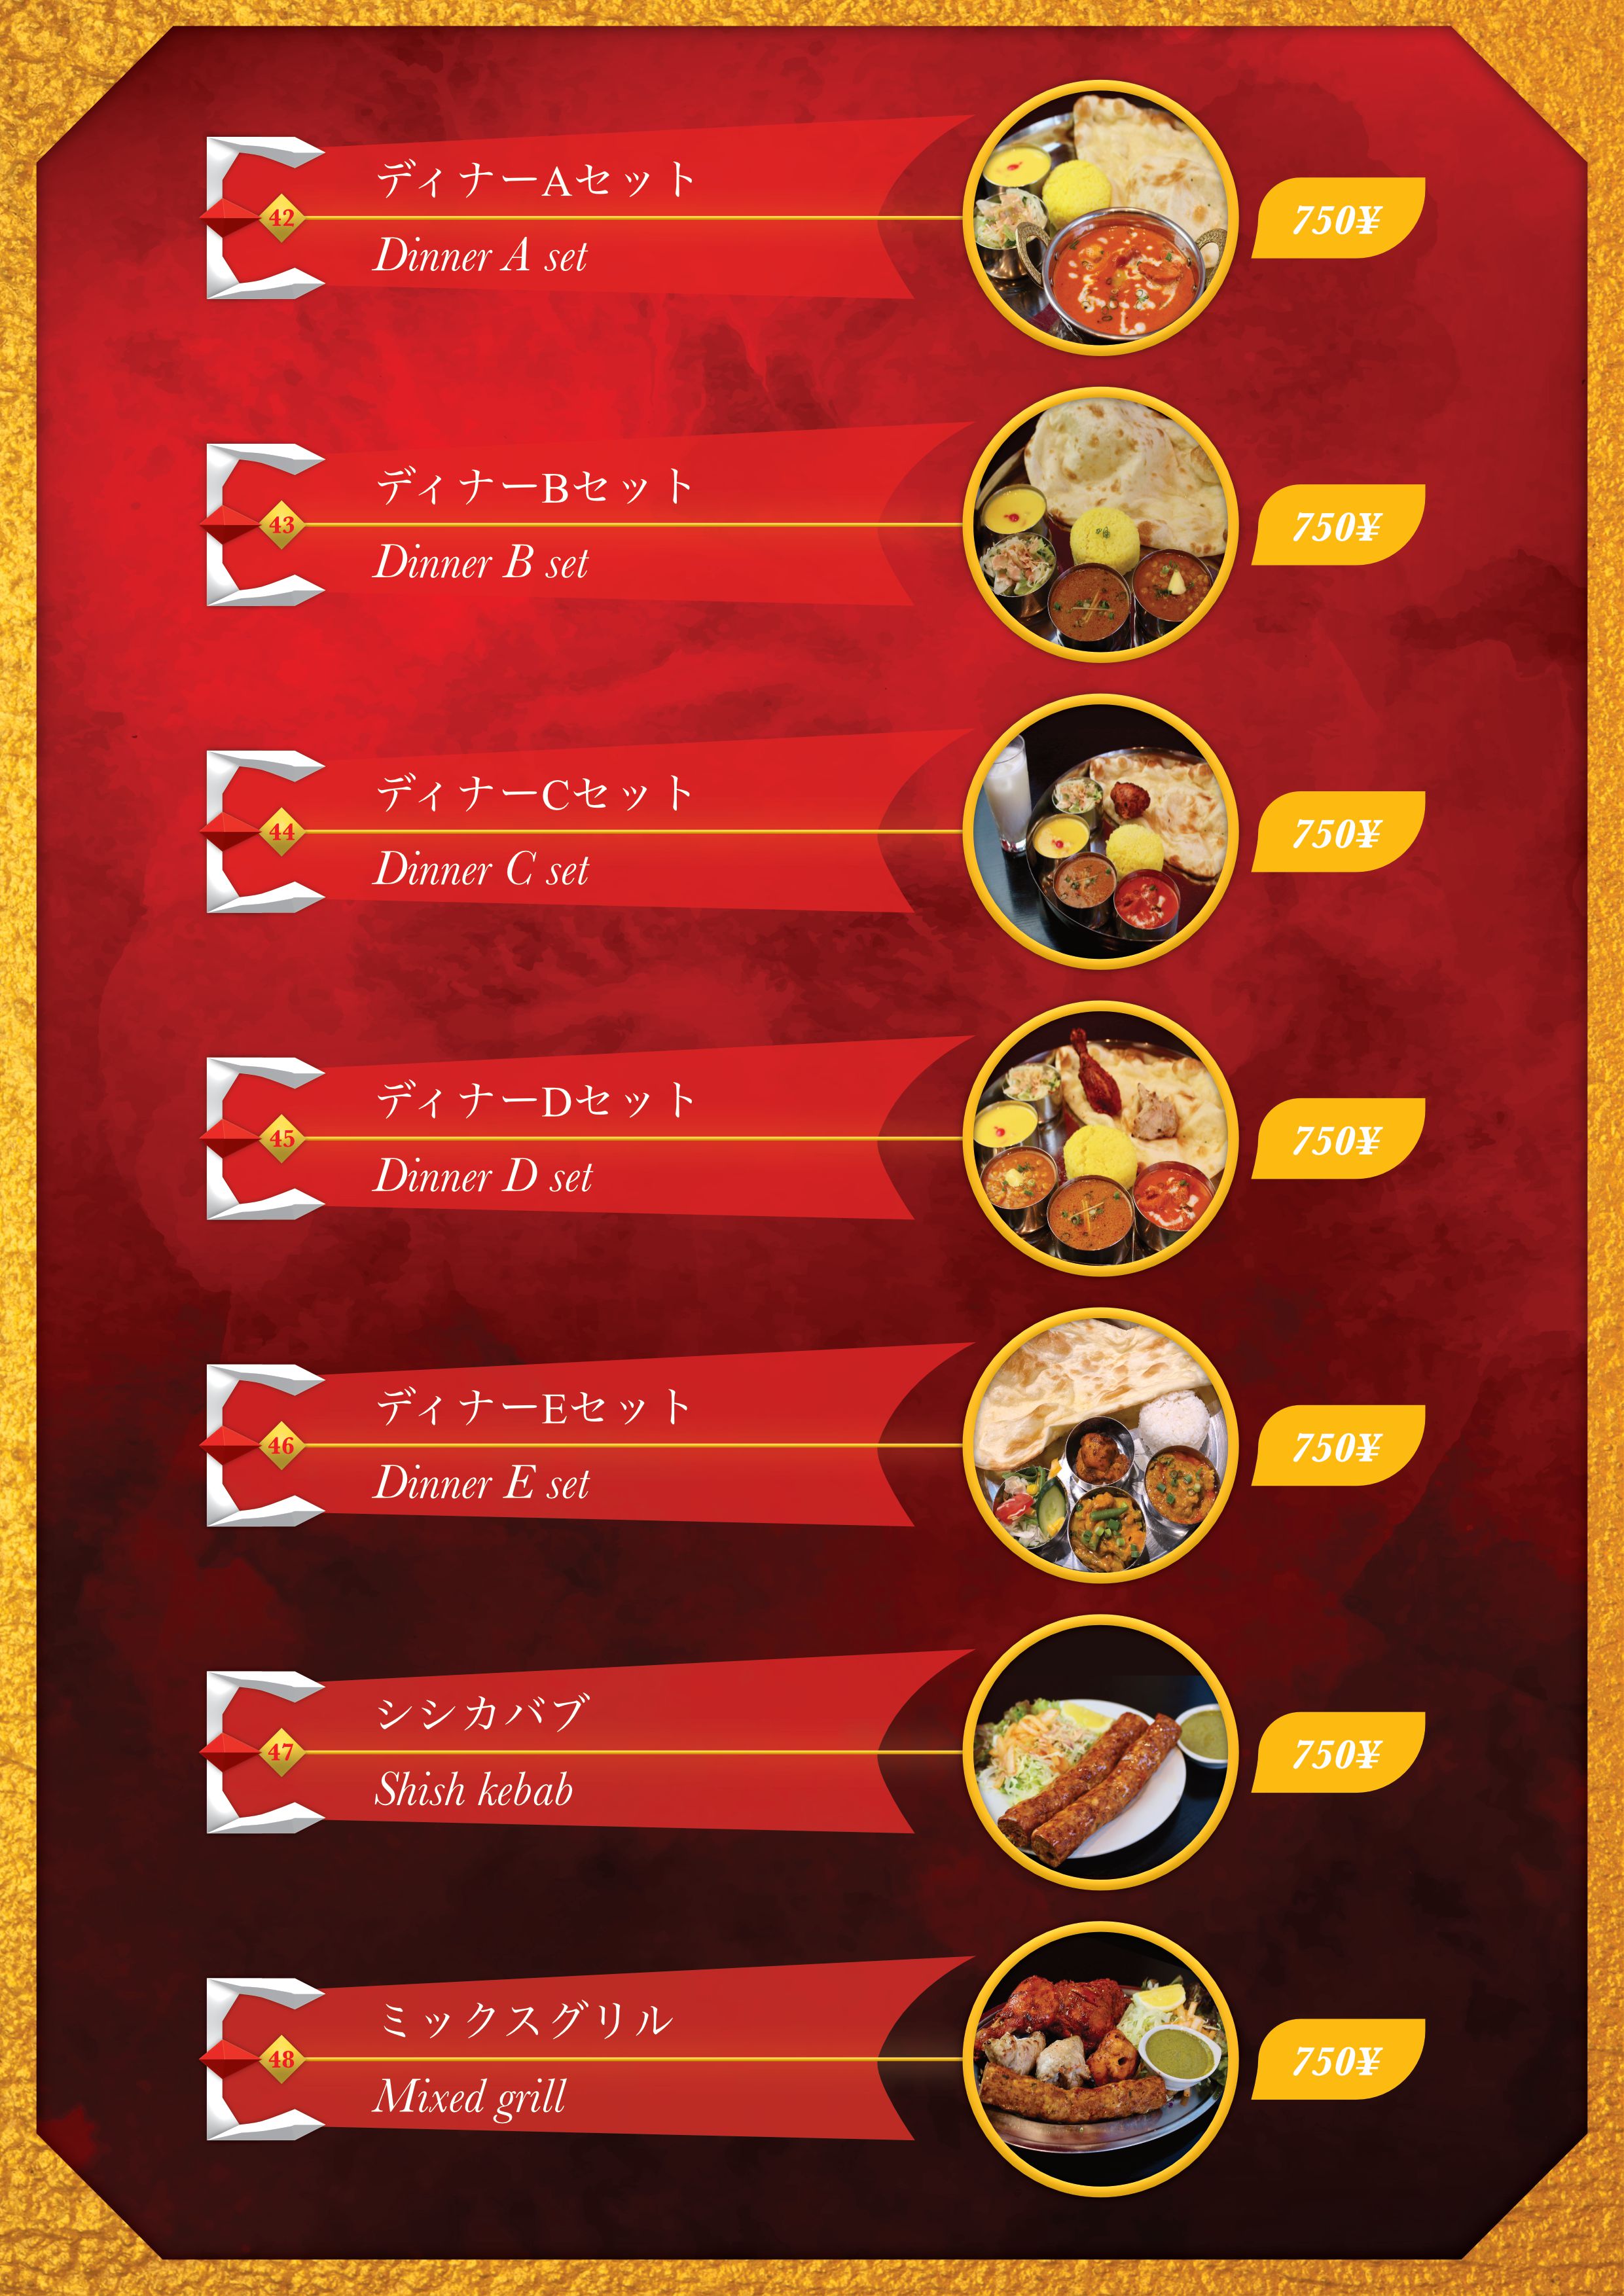 ディナーAセット
42
Dinner A set
750¥
ディナーBセット
43
Dinner B set
750¥
ディナーCセット
44
Dinner C set
750¥
ディナーDセット
45
Dinner D set
750¥
ディナーEセット
46
Dinner E set
750¥
シシカバブ
47
Shish kebab
750¥
ミックスグリル
48
Mixed grill
750¥